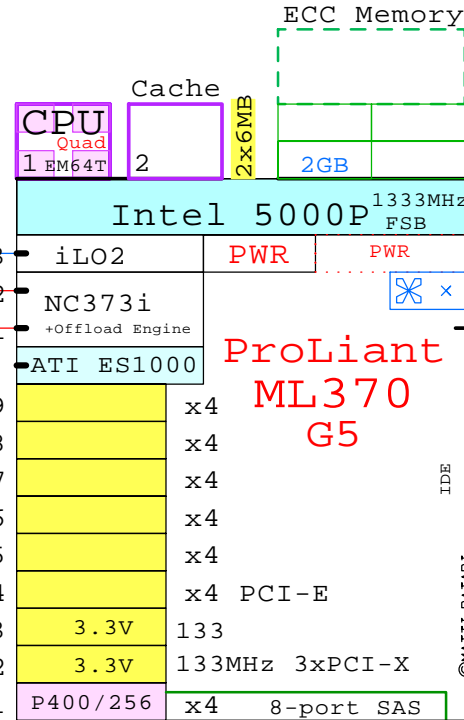 ECC Memory
Cache
CPU
Quad
1 EM64T
2
2x6MB
2GB
Intel 5000P 1333MHz
FSB
iLO2
PWR
PWR
NC373i
+Offload Engine
ATI ES1000
ProLiant
ML370
G5
x4
x4
x4
x4
x4
IDE
x4 PCI-E
3.3V 133
3.3V 133MHz 3xPCI-X
P400/256 x4 8-port SAS